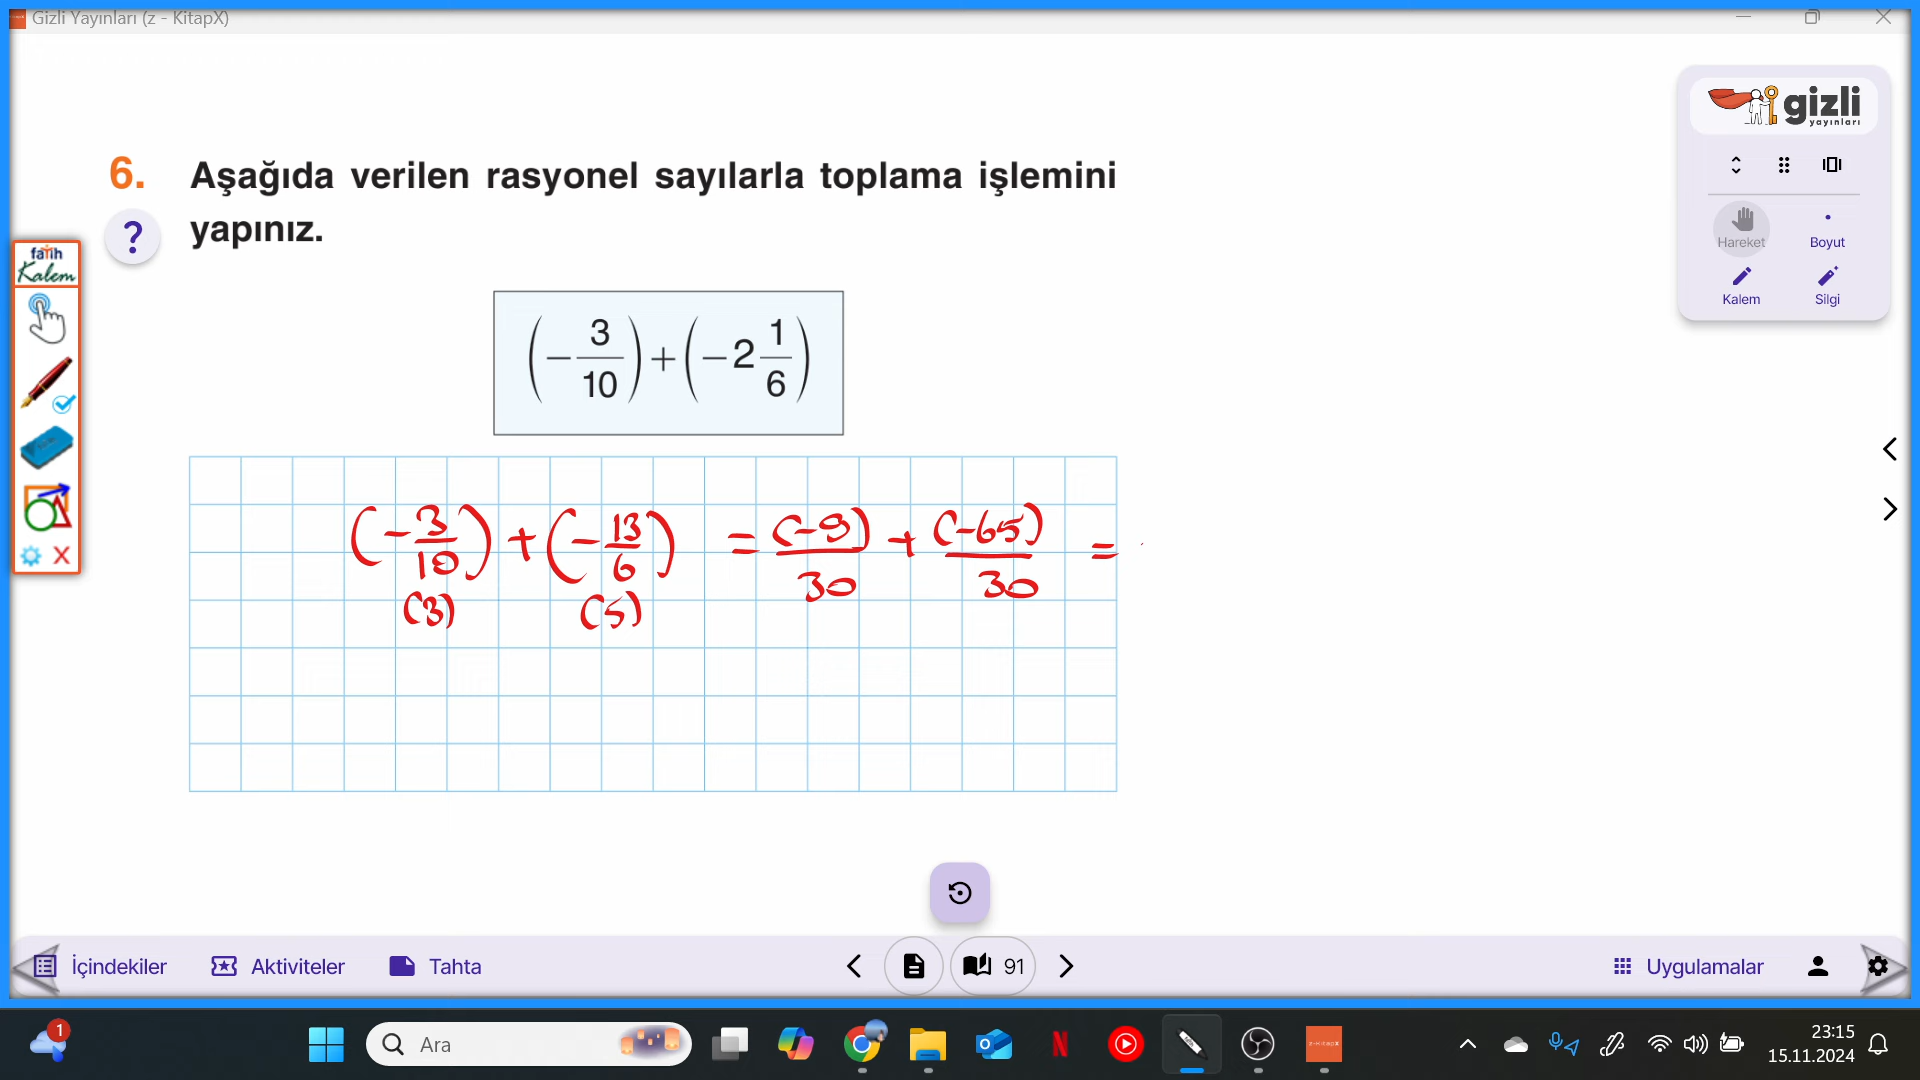 Gizli Yayınları (z - KitapX)
gizli
yayınları
Hareket
Boyut
Kalem
Silgi
fatih
Kalem
6. Aşağıda verilen rasyonel sayılarla toplama işlemini
yapınız.
?
(-3/10) + (-2 1/6)
(-3/10) + (-13/6) = (-9)/30 + (-65)/30 =
(3) (5)
X
İçindekiler
Aktiviteler
Tahta
91
Uygulamalar
1
Ara
23:15
15.11.2024